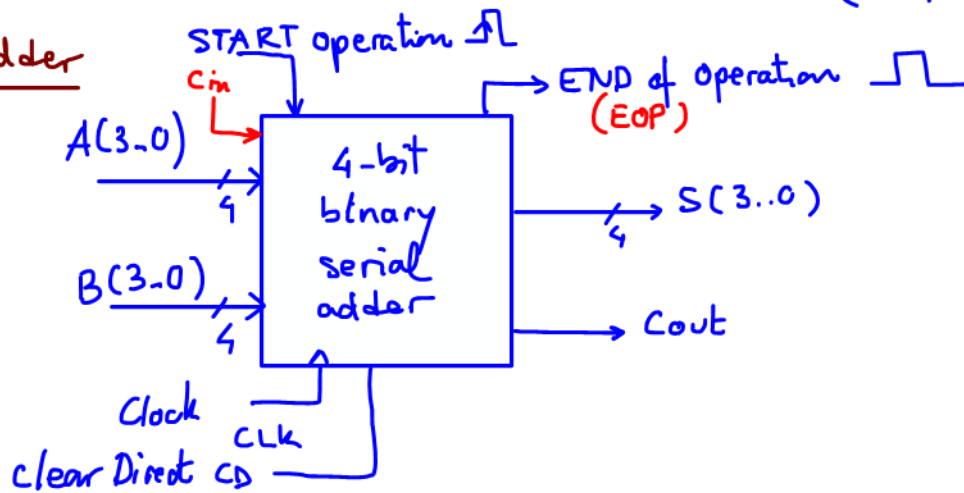 adder
START operation
Cin
END of operation
(EOP)
A(3..0)
4
4-bit
binary
serial
adder
S(3..0)
4
B(3..0)
4
Cout
Clock
CLK
Clear Direct CD